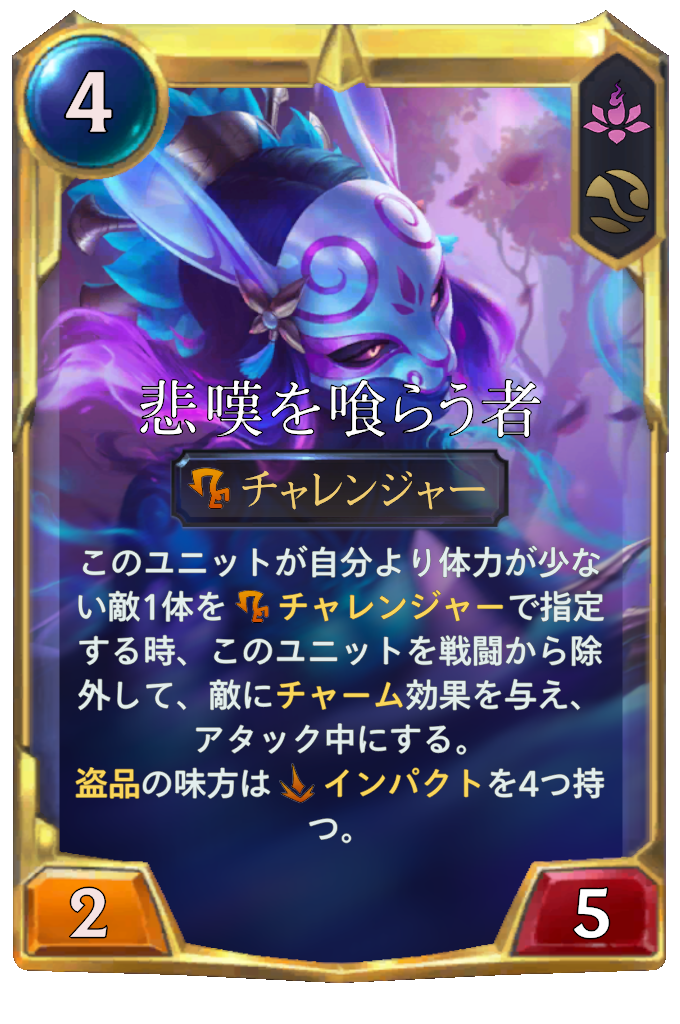 4
悲嘆を喰らう者
チャレンジャー
このユニットが自分より体力が少な
い敵1体をチャレンジャーで指定
する時、このユニットを戦闘から除
外して、敵にチャーム効果を与え、
アタック中にする。
盗品の味方はインパクトを4つ持
つ。
2
5